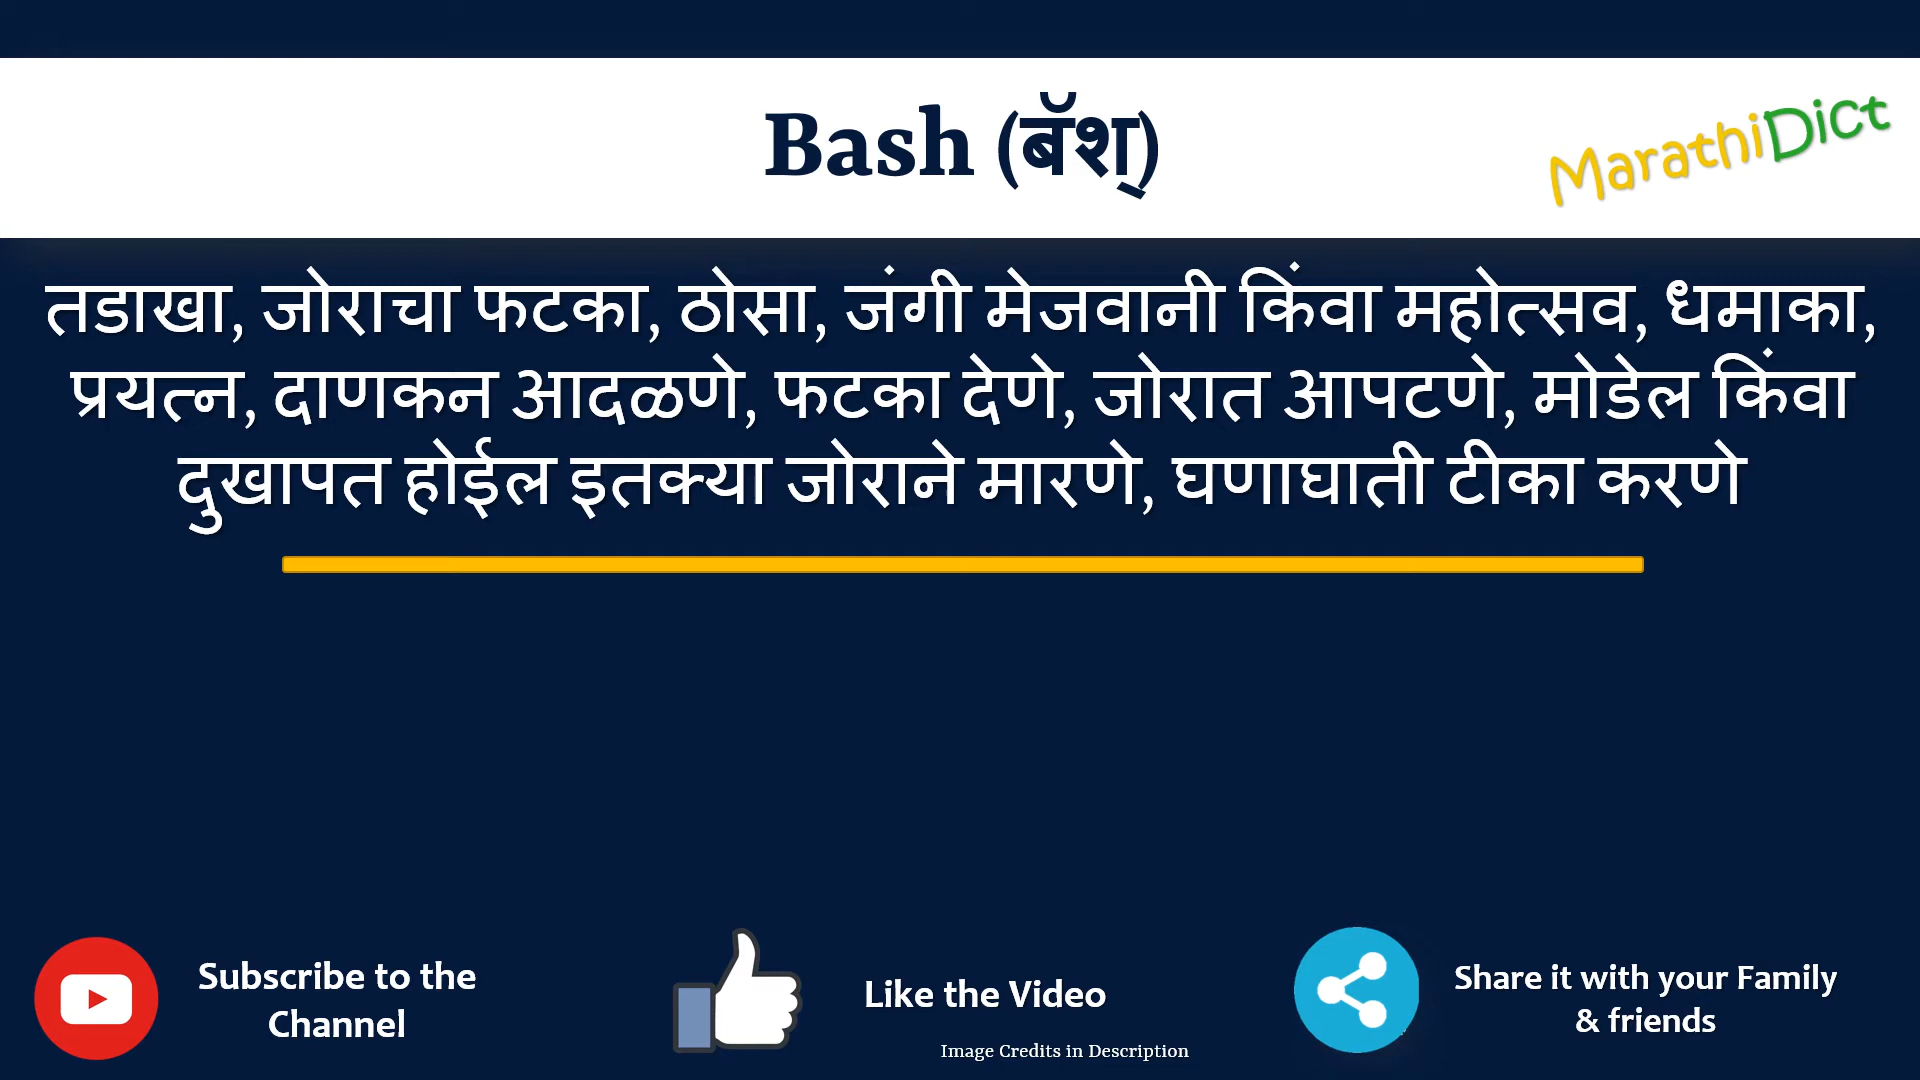 Bash (बॅश्)
MarathiDict
तडाखा, जोराचा फटका, ठोसा, जंगी मेजवानी किंवा महोत्सव, धमाका,
प्रयत्न, दाणकन आदळणे, फटका देणे, जोरात आपटणे, मोडेल किंवा
दुखापत होईल इतक्या जोराने मारणे, घणाघाती टीका करणे
Subscribe to the
Channel
Like the Video
Share it with your Family
& friends
Image Credits in Description